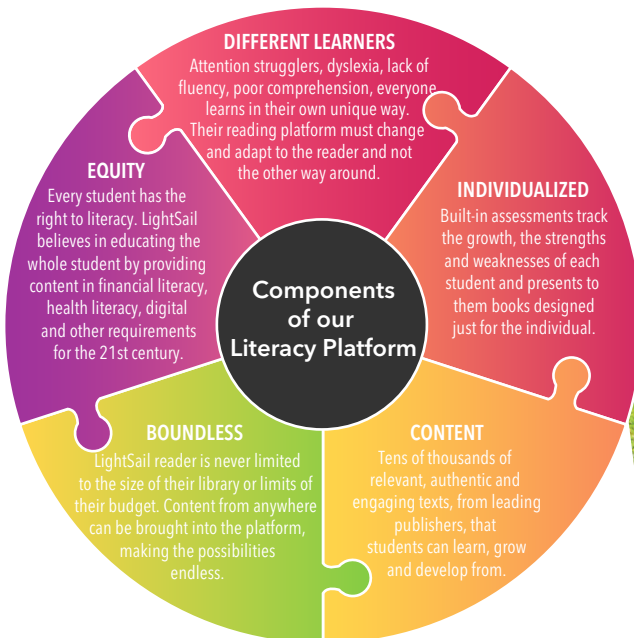 DIFFERENT LEARNERS
Attention strugglers, dyslexia, lack of
fluency, poor comprehension, everyone
learns in their own unique way.
Their reading platform must change
and adapt to the reader and not
the other way around.
INDIVIDUALIZED
Built-in assessments track
the growth, the strengths
and weaknesses of each
student and presents to
them books designed
just for the individual.
CONTENT
Tens of thousands of
relevant, authentic and
engaging texts, from leading
publishers, that
students can learn, grow
and develop from.
BOUNDLESS
LightSail reader is never limited
to the size of their library or limits of
their budget. Content from anywhere
can be brought into the platform,
making the possibilities
endless.
EQUITY
Every student has the
right to literacy. LightSail
believes in educating the
whole student by providing
content in financial literacy,
health literacy, digital
and other requirements
for the 21st century.
Components
of our
Literacy Platform